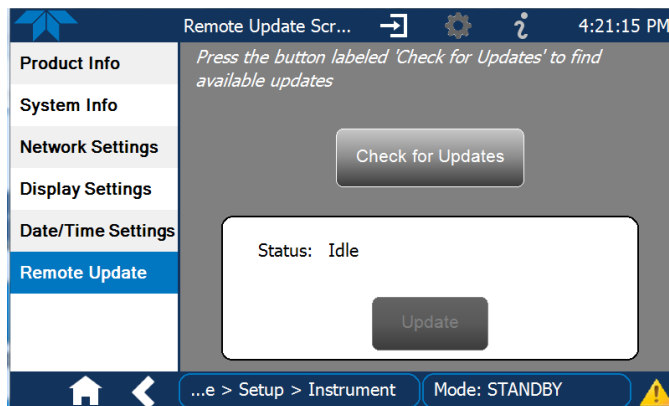 Remote Update Scr... 4:21:15 PM
Product Info
System Info
Network Settings
Display Settings
Date/Time Settings
Remote Update
Press the button labeled 'Check for Updates' to find
available updates
Check for Updates
Status: Idle
Update
...e > Setup > Instrument
Mode: STANDBY